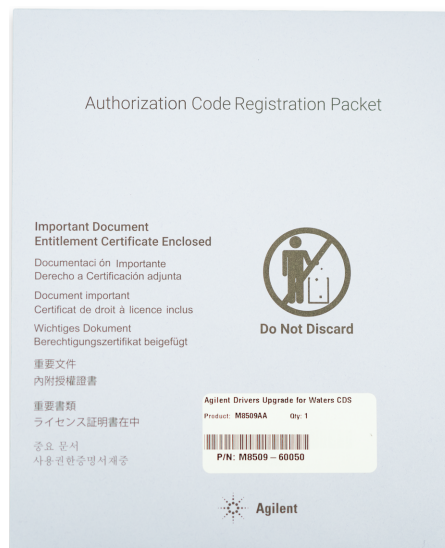 Authorization Code Registration Packet
Important Document
Entitlement Certificate Enclosed
Documentaci ón Importante
Derecho a Certificación adjunta
Document important
Certificat de droit à licence inclus
Wichtiges Dokument
Berechtigungszertifikat beigefügt
重要文件
內附授權證書
重要書類
ライセンス証明書在中
중요 문서
사용권한증명서재중
Do Not Discard
Agilent Drivers Upgrade for Waters CDS
Product: M8509AA Qty: 1
P/N: M8509 – 60050
Agilent